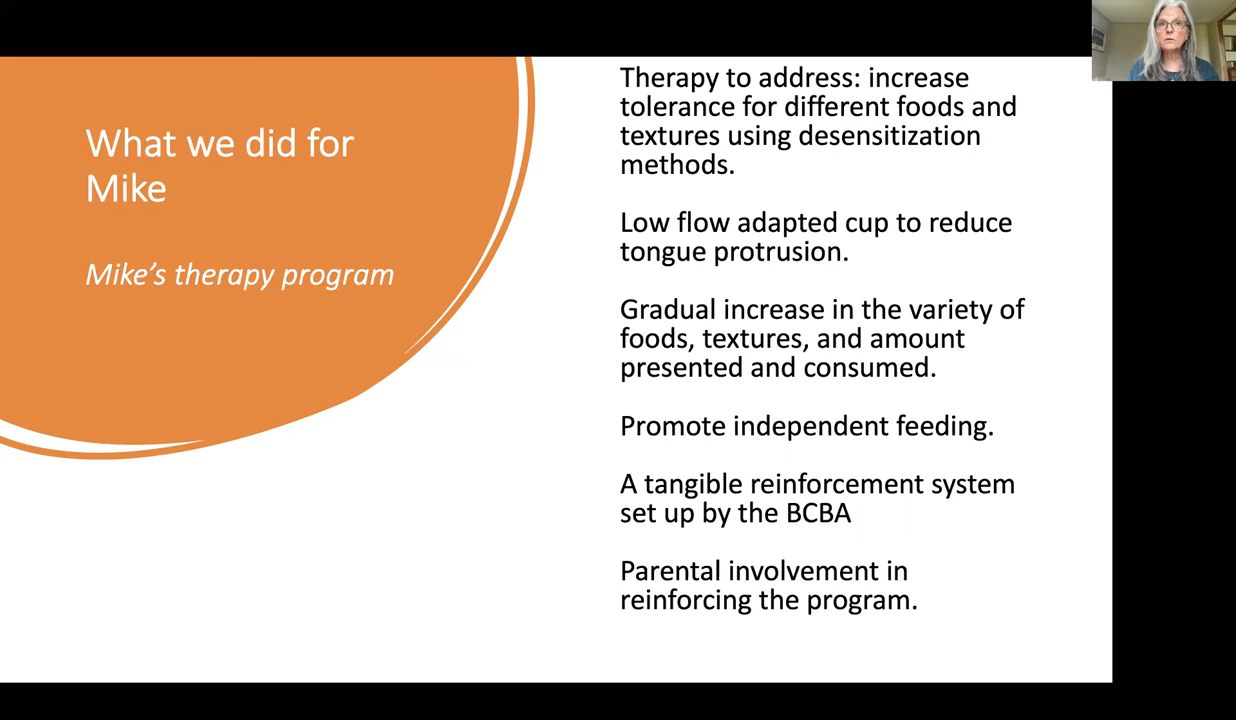 What we did for
Mike
Mike’s therapy program
Therapy to address: increase
tolerance for different foods and
textures using desensitization
methods.
Low flow adapted cup to reduce
tongue protrusion.
Gradual increase in the variety of
foods, textures, and amount
presented and consumed.
Promote independent feeding.
A tangible reinforcement system
set up by the BCBA
Parental involvement in
reinforcing the program.